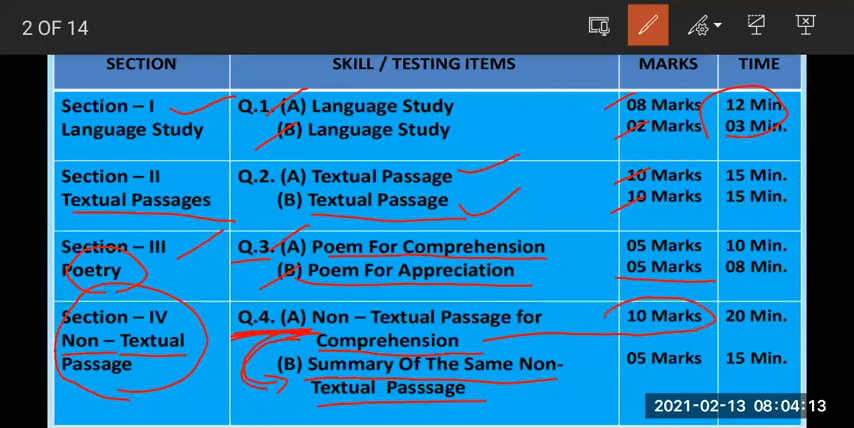 2 OF 14
SECTION SKILL / TESTING ITEMS MARKS TIME
Section – I Q.1. (A) Language Study 08 Marks 12 Min.
Language Study (B) Language Study 02 Marks 03 Min.
Section – II Q.2. (A) Textual Passage 10 Marks 15 Min.
Textual Passages (B) Textual Passage 10 Marks 15 Min.
Section – III Q.3. (A) Poem For Comprehension 05 Marks 10 Min.
Poetry (B) Poem For Appreciation 05 Marks 08 Min.
Section – IV Q.4. (A) Non – Textual Passage for 10 Marks 20 Min.
Non – Textual Comprehension
Passage (B) Summary Of The Same Non- 05 Marks 15 Min.
Textual Passsage
2021-02-13 08:04:13